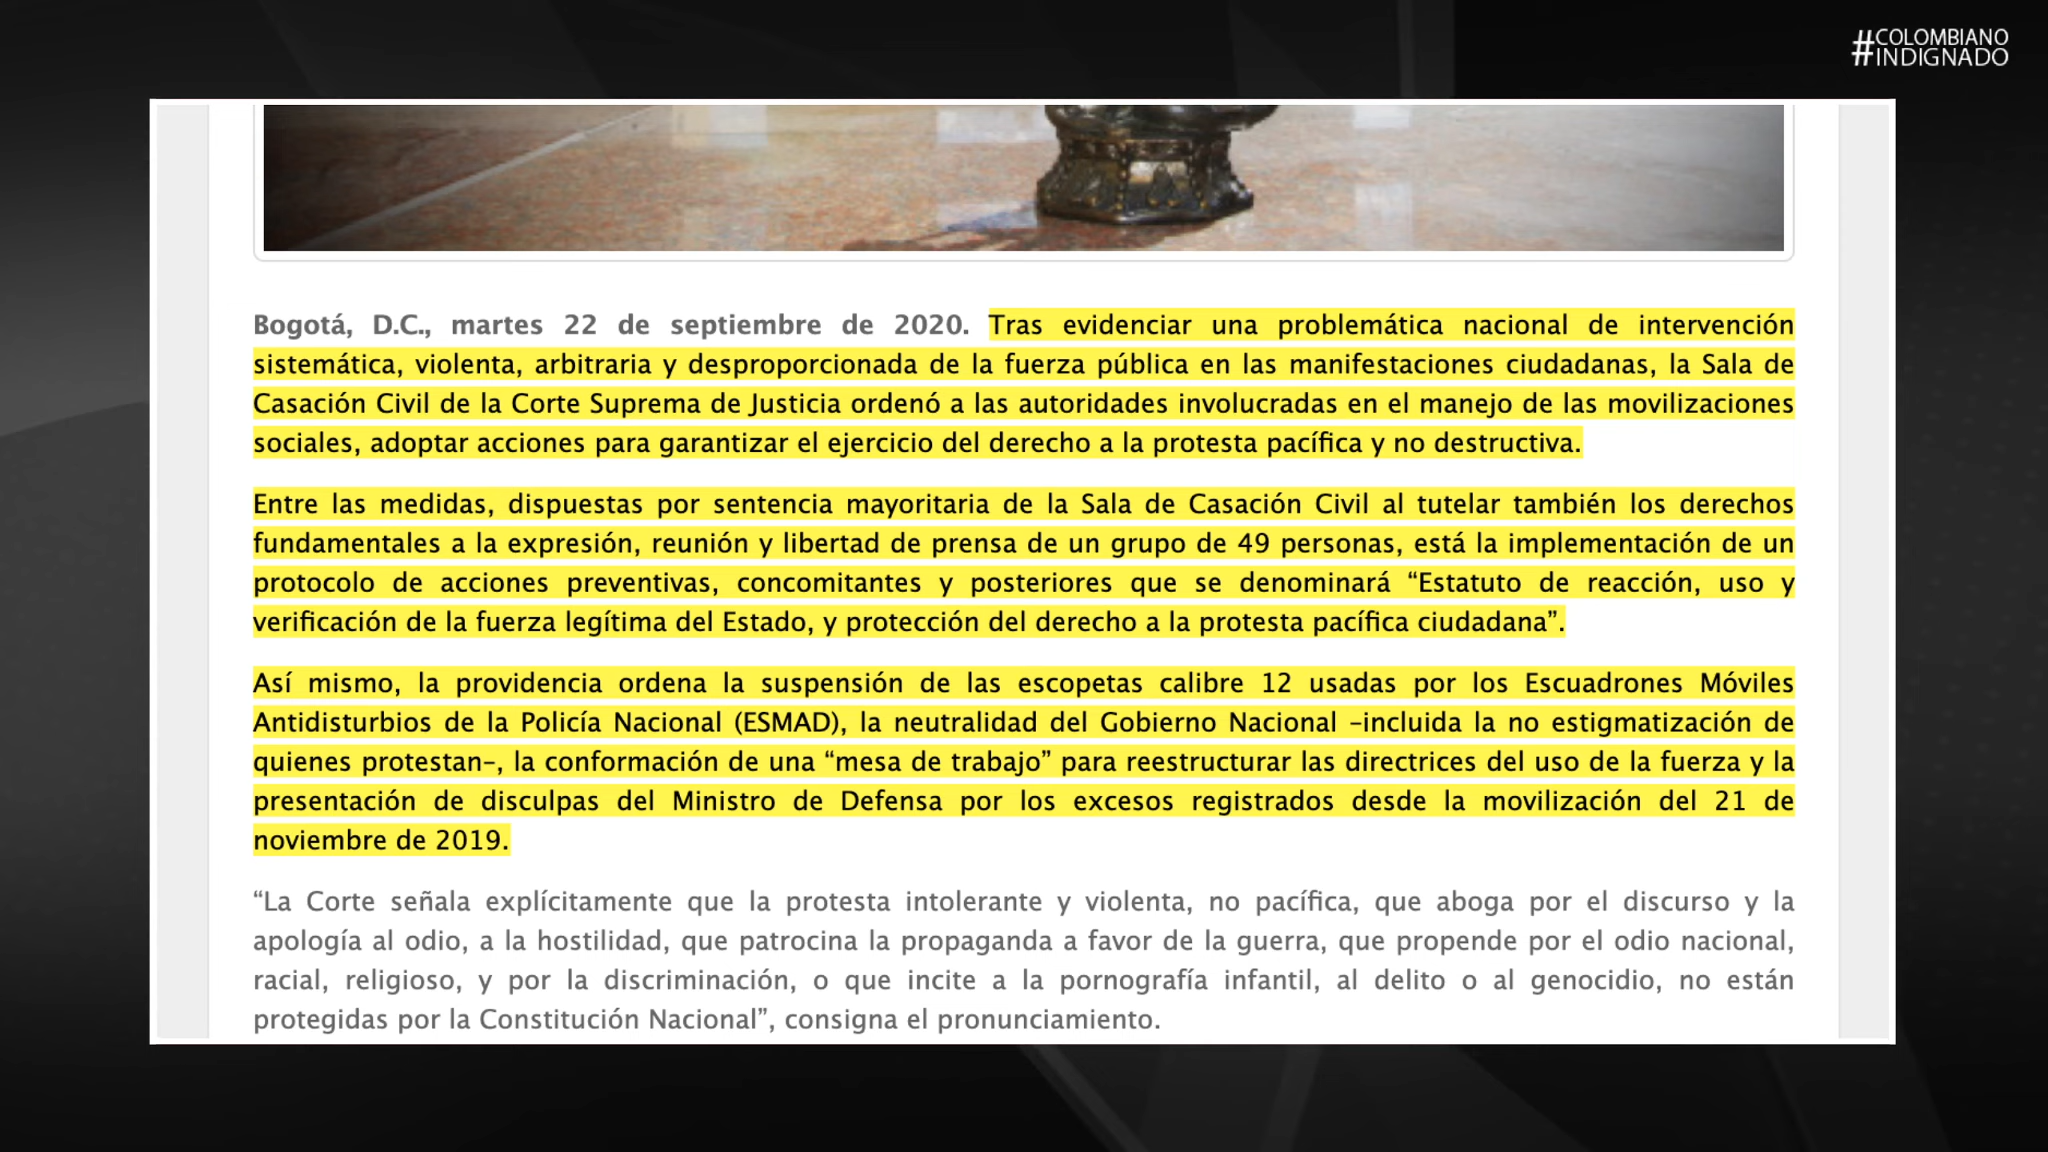 #COLOMBIANO
INDIGNADO
Bogotá, D.C., martes 22 de septiembre de 2020. Tras evidenciar una problemática nacional de intervención
sistemática, violenta, arbitraria y desproporcionada de la fuerza pública en las manifestaciones ciudadanas, la Sala de
Casación Civil de la Corte Suprema de Justicia ordenó a las autoridades involucradas en el manejo de las movilizaciones
sociales, adoptar acciones para garantizar el ejercicio del derecho a la protesta pacífica y no destructiva.
Entre las medidas, dispuestas por sentencia mayoritaria de la Sala de Casación Civil al tutelar también los derechos
fundamentales a la expresión, reunión y libertad de prensa de un grupo de 49 personas, está la implementación de un
protocolo de acciones preventivas, concomitantes y posteriores que se denominará “Estatuto de reacción, uso y
verificación de la fuerza legítima del Estado, y protección del derecho a la protesta pacífica ciudadana”.
Así mismo, la providencia ordena la suspensión de las escopetas calibre 12 usadas por los Escuadrones Móviles
Antidisturbios de la Policía Nacional (ESMAD), la neutralidad del Gobierno Nacional –incluida la no estigmatización de
quienes protestan–, la conformación de una “mesa de trabajo” para reestructurar las directrices del uso de la fuerza y la
presentación de disculpas del Ministro de Defensa por los excesos registrados desde la movilización del 21 de
noviembre de 2019.
“La Corte señala explícitamente que la protesta intolerante y violenta, no pacífica, que aboga por el discurso y la
apología al odio, a la hostilidad, que patrocina la propaganda a favor de la guerra, que propende por el odio nacional,
racial, religioso, y por la discriminación, o que incite a la pornografía infantil, al delito o al genocidio, no están
protegidas por la Constitución Nacional”, consigna el pronunciamiento.